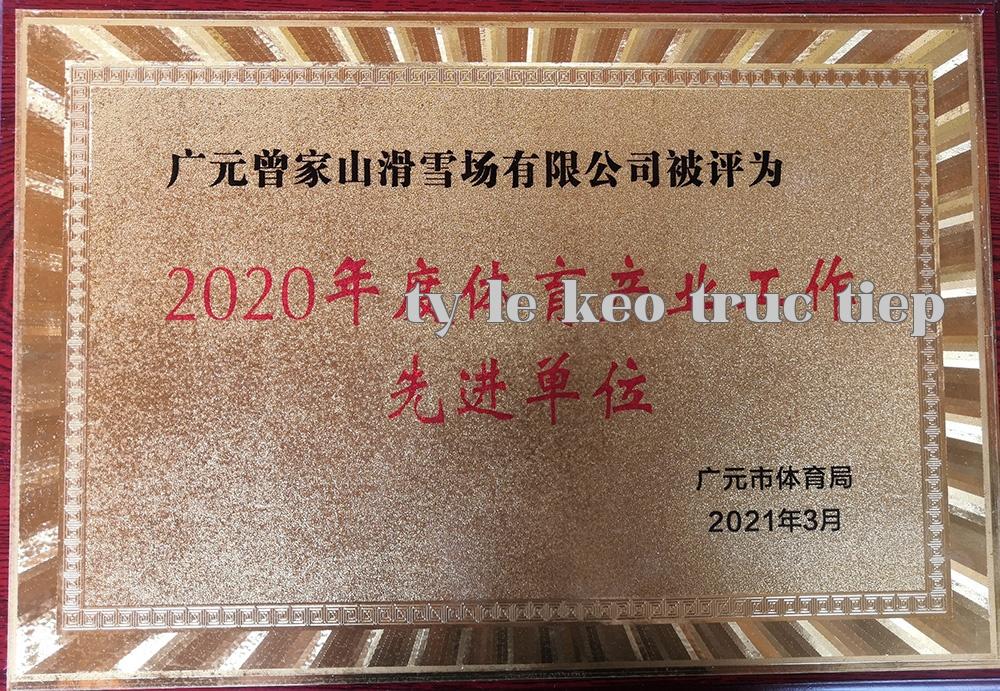 广元曾家山滑雪场有限公司被评为
2020年度体育产业工作
ty le keo truc tiep
先进单位
广元市体育局
2021年3月